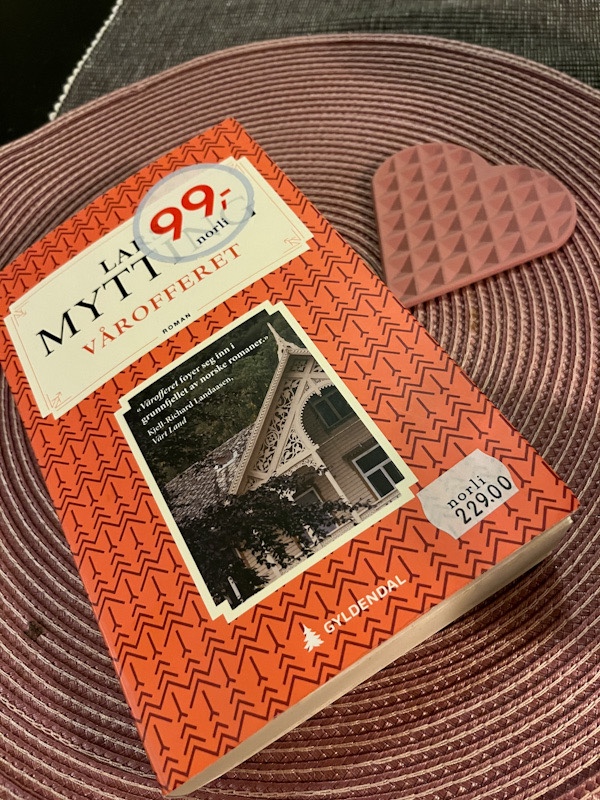 99,-
norli
MYTTING
VÅROFFERET
ROMAN
«Vårofferet føyer seg inn i
grunnfjellet av norske romaner.»
Kjell-Richard Landaasen,
Vårt Land
norli
229.00
GYLDENDAL